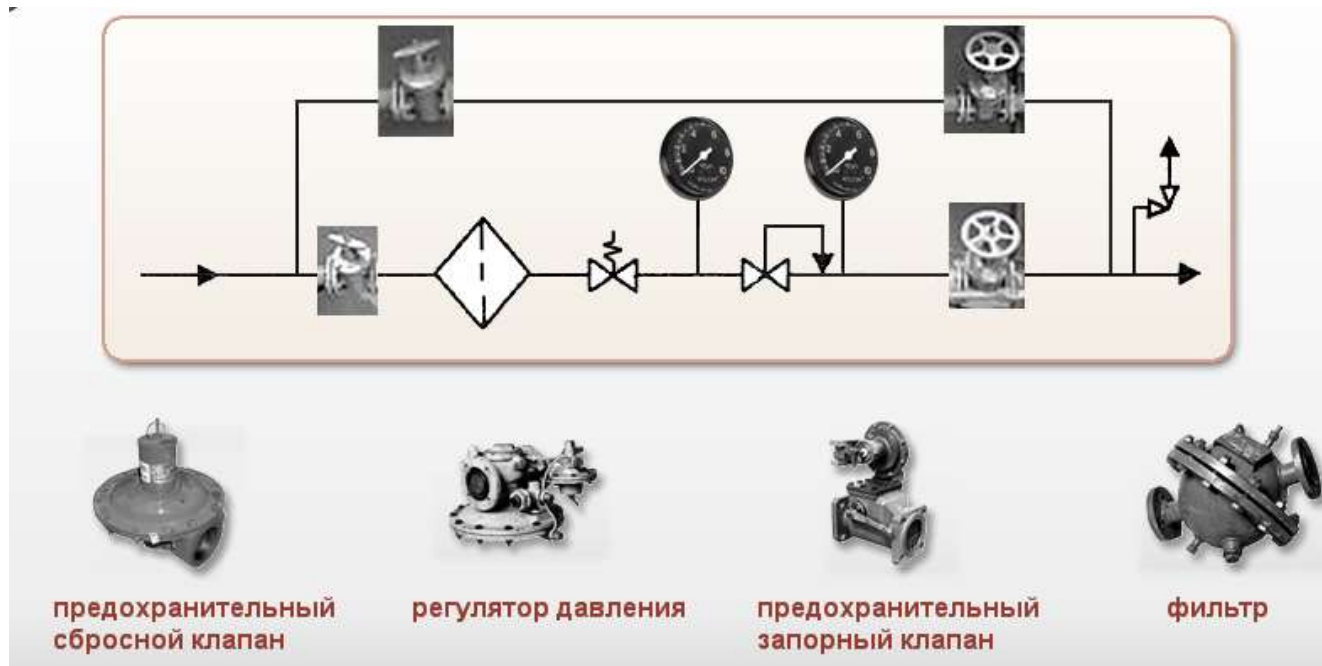 предохранительный
сбросной клапан
регулятор давления
предохранительный
запорный клапан
фильтр